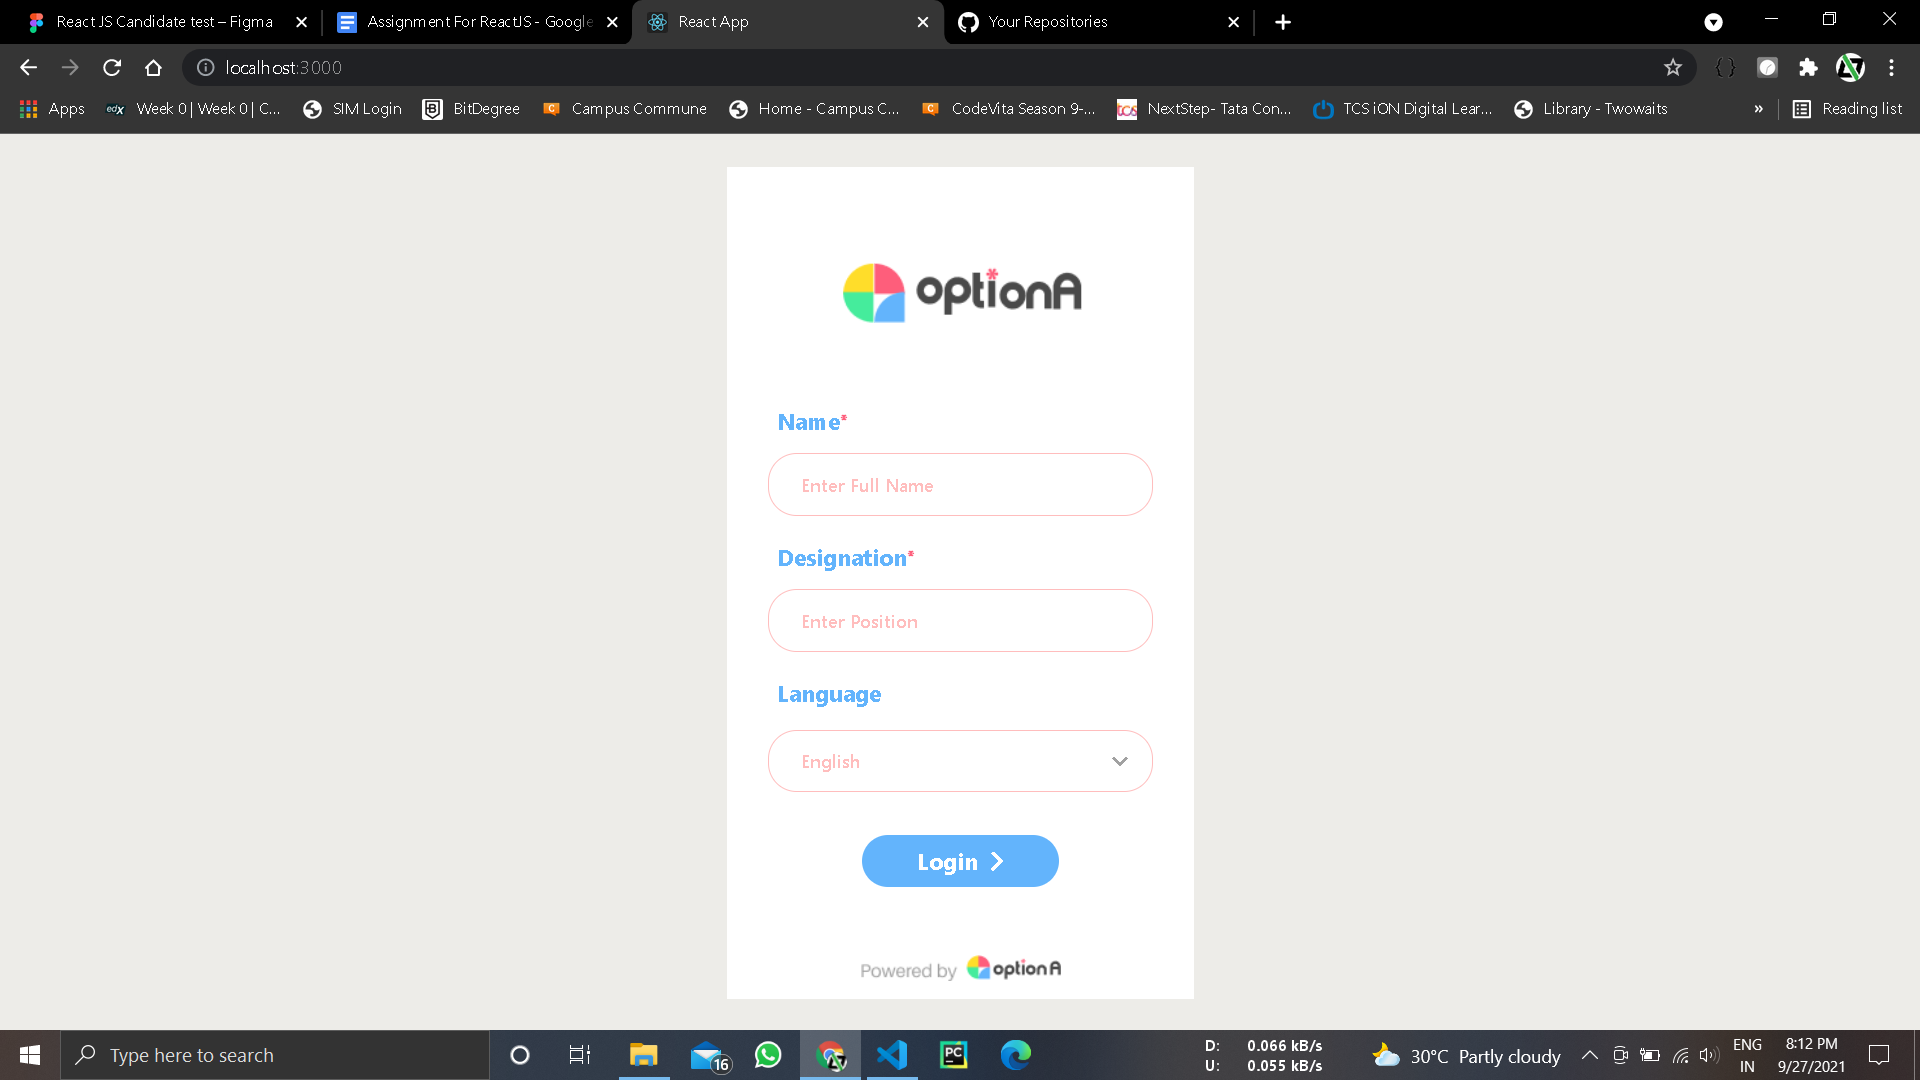 React JS Candidate test – Figma
Assignment For ReactJS - Google
React App
Your Repositories
localhost:3000
Apps
edX
Week 0 | Week 0 | C...
SIM Login
BitDegree
Campus Commune
Home - Campus C...
CodeVita Season 9-...
tcs
NextStep- Tata Con...
TCS iON Digital Lear...
Library - Twowaits
»
Reading list
optionA
Name*
Enter Full Name
Designation*
Enter Position
Language
English
Login
Powered by optionA
Type here to search
16
PC
D: 0.066 kB/s
U: 0.055 kB/s
30°C Partly cloudy
ENG
IN
8:12 PM
9/27/2021